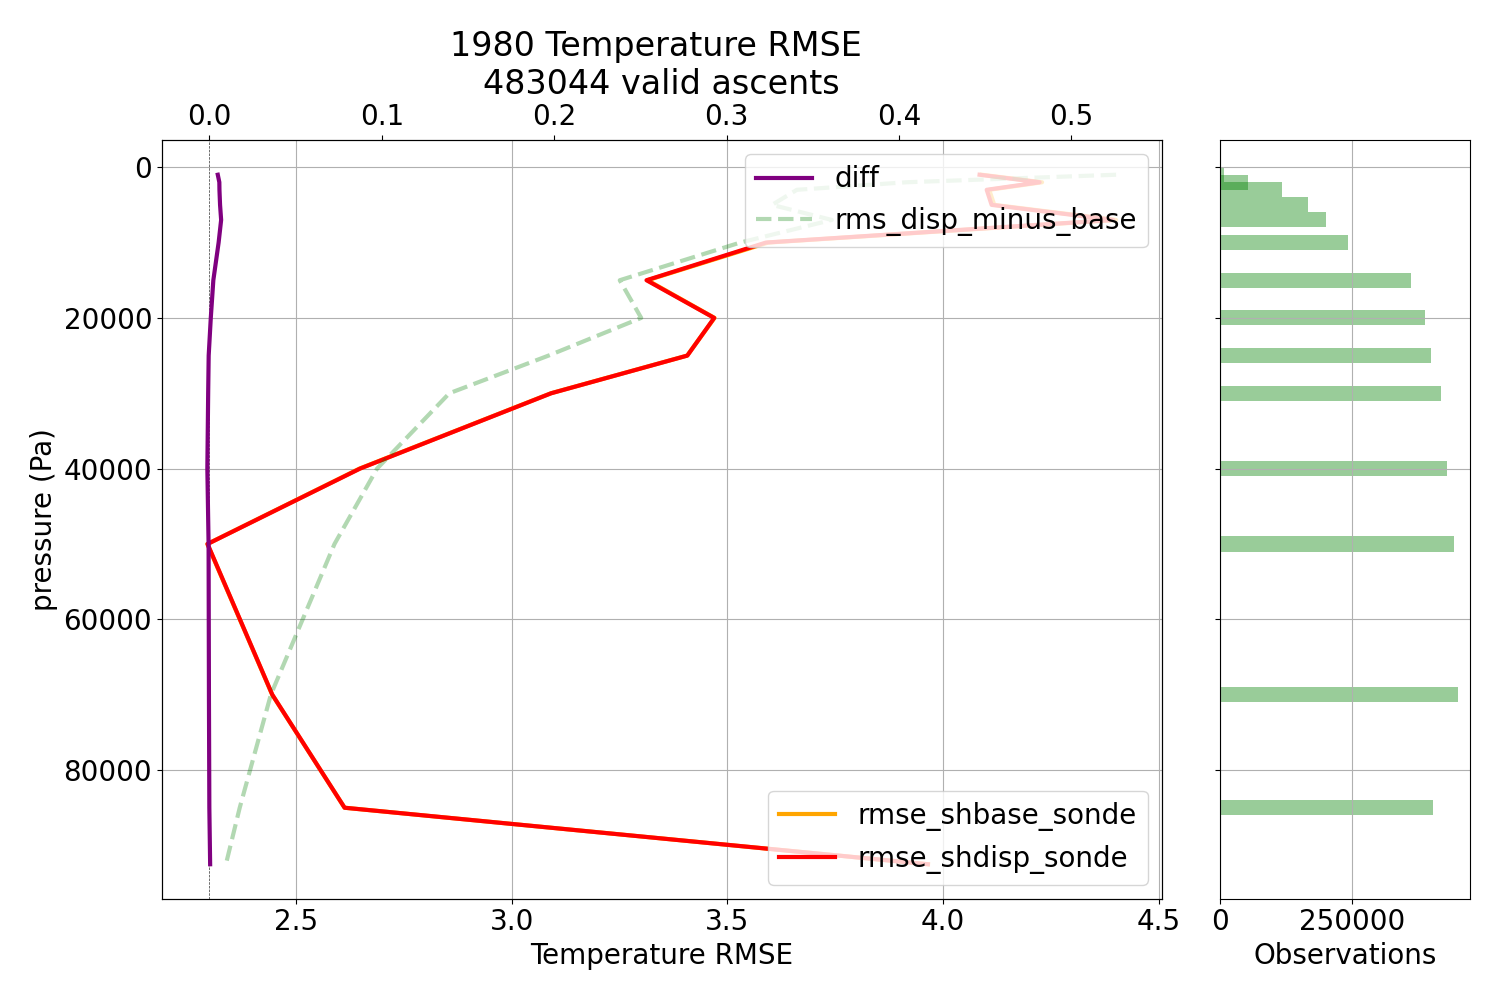 1980 Temperature RMSE
483044 valid ascents
0.0 0.1 0.2 0.3 0.4 0.5
diff
rms_disp_minus_base
0
20000
40000
60000
80000
pressure (Pa)
rmse_shbase_sonde
rmse_shdisp_sonde
2.5 3.0 3.5 4.0 4.5
Temperature RMSE
0 250000
Observations